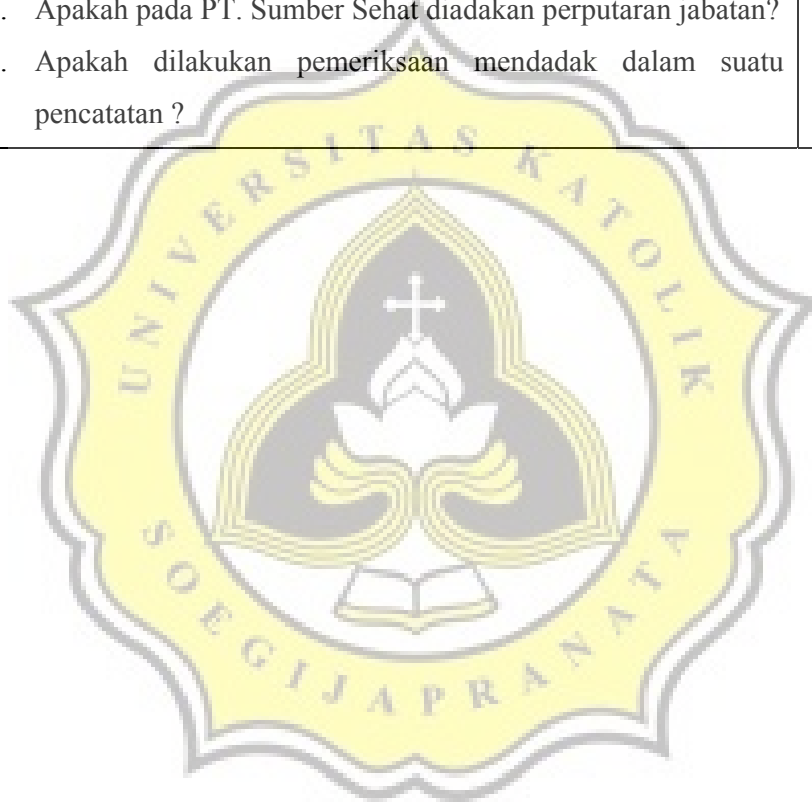 . Apakah pada PT. Sumber Sehat diadakan perputaran jabatan?
. Apakah dilakukan pemeriksaan mendadak dalam suatu
pencatatan ?
UNIVERSITAS KATOLIK
SOEGIJAPRANATA